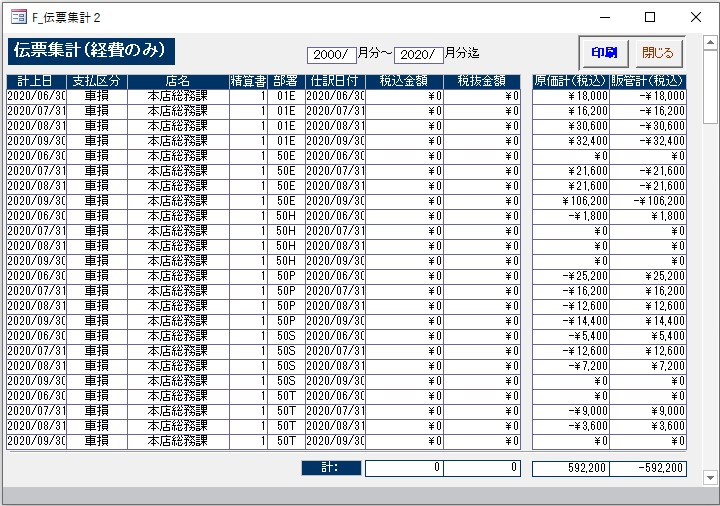 F_伝票集計２
伝票集計(経費のみ)
2000/ 月分～ 2020/ 月分迄
印刷 閉じる
計上日 支払区分 店名 積算書 部署 仕訳日付 税込金額 税抜金額 原価計(税込) 販管計(税込)
2020/06/30 車損 本店総務課 1 01E 2020/06/30 ¥0 ¥0 ¥18,000 -¥18,000
2020/07/31 車損 本店総務課 1 01E 2020/07/31 ¥0 ¥0 ¥16,200 -¥16,200
2020/08/31 車損 本店総務課 1 01E 2020/08/31 ¥0 ¥0 ¥30,600 -¥30,600
2020/09/30 車損 本店総務課 1 01E 2020/09/30 ¥0 ¥0 ¥32,400 -¥32,400
2020/06/30 車損 本店総務課 1 50E 2020/06/30 ¥0 ¥0 ¥0 ¥0
2020/07/31 車損 本店総務課 1 50E 2020/07/31 ¥0 ¥0 ¥21,600 -¥21,600
2020/08/31 車損 本店総務課 1 50E 2020/08/31 ¥0 ¥0 ¥21,600 -¥21,600
2020/09/30 車損 本店総務課 1 50E 2020/09/30 ¥0 ¥0 ¥106,200 -¥106,200
2020/06/30 車損 本店総務課 1 50H 2020/06/30 ¥0 ¥0 -¥1,800 ¥1,800
2020/07/31 車損 本店総務課 1 50H 2020/07/31 ¥0 ¥0 ¥0 ¥0
2020/08/31 車損 本店総務課 1 50H 2020/08/31 ¥0 ¥0 ¥0 ¥0
2020/09/30 車損 本店総務課 1 50H 2020/09/30 ¥0 ¥0 ¥0 ¥0
2020/06/30 車損 本店総務課 1 50P 2020/06/30 ¥0 ¥0 -¥25,200 ¥25,200
2020/07/31 車損 本店総務課 1 50P 2020/07/31 ¥0 ¥0 -¥16,200 ¥16,200
2020/08/31 車損 本店総務課 1 50P 2020/08/31 ¥0 ¥0 -¥12,600 ¥12,600
2020/09/30 車損 本店総務課 1 50P 2020/09/30 ¥0 ¥0 -¥14,400 ¥14,400
2020/06/30 車損 本店総務課 1 50S 2020/06/30 ¥0 ¥0 -¥5,400 ¥5,400
2020/07/31 車損 本店総務課 1 50S 2020/07/31 ¥0 ¥0 -¥12,600 ¥12,600
2020/08/31 車損 本店総務課 1 50S 2020/08/31 ¥0 ¥0 -¥7,200 ¥7,200
2020/09/30 車損 本店総務課 1 50S 2020/09/30 ¥0 ¥0 ¥0 ¥0
2020/06/30 車損 本店総務課 1 50T 2020/06/30 ¥0 ¥0 ¥0 ¥0
2020/07/31 車損 本店総務課 1 50T 2020/07/31 ¥0 ¥0 -¥9,000 ¥9,000
2020/08/31 車損 本店総務課 1 50T 2020/08/31 ¥0 ¥0 -¥3,600 ¥3,600
2020/09/30 車損 本店総務課 1 50T 2020/09/30 ¥0 ¥0 ¥0 ¥0
計: 0 0 592,200 -592,200